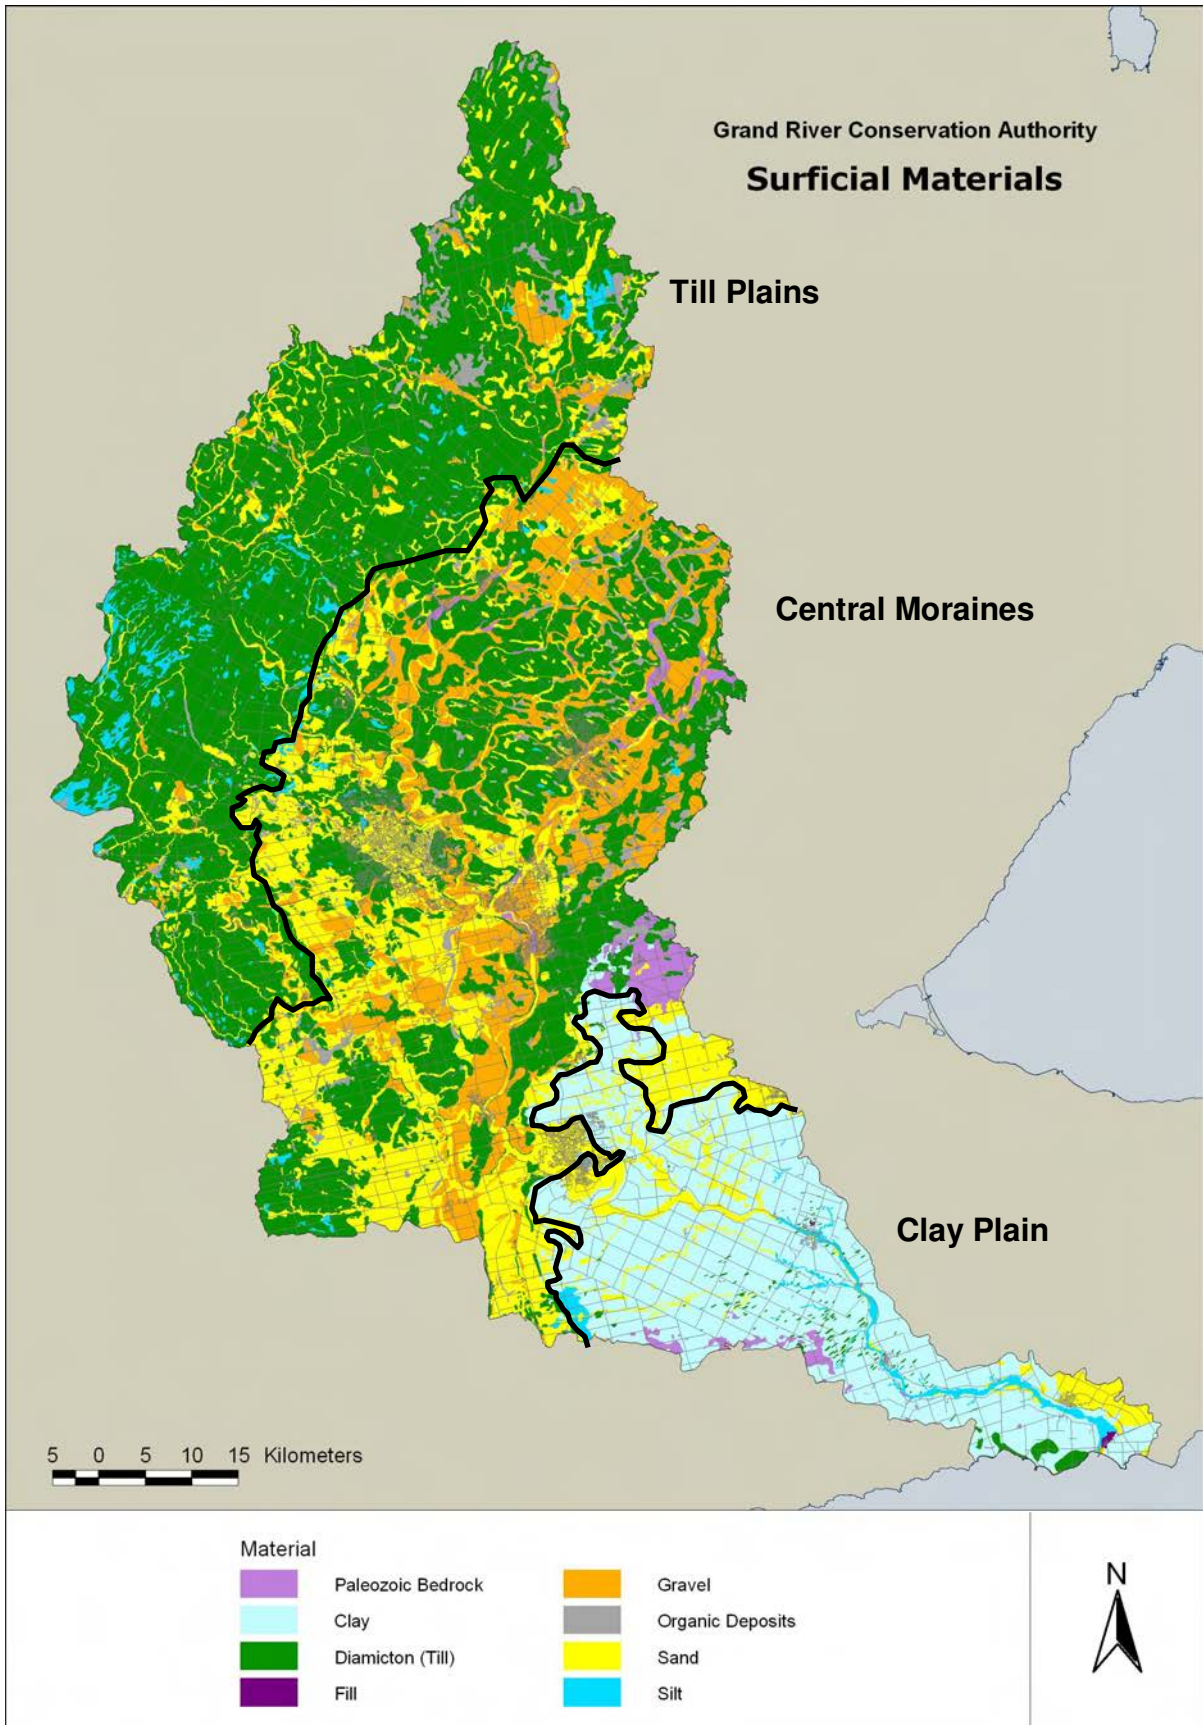 Grand River Conservation Authority
Surficial Materials
Till Plains
Central Moraines
Clay Plain
5 0 5 10 15 Kilometers
Material
Paleozoic Bedrock
Clay
Diamicton (Till)
Fill
Gravel
Organic Deposits
Sand
Silt
N